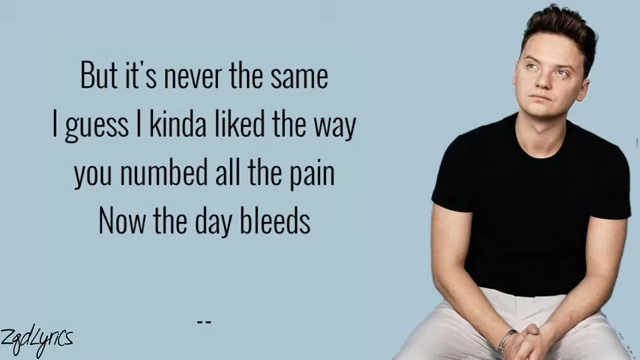 But it's never the same
I guess I kinda liked the way
you numbed all the pain
Now the day bleeds
--
ZqdLyrics